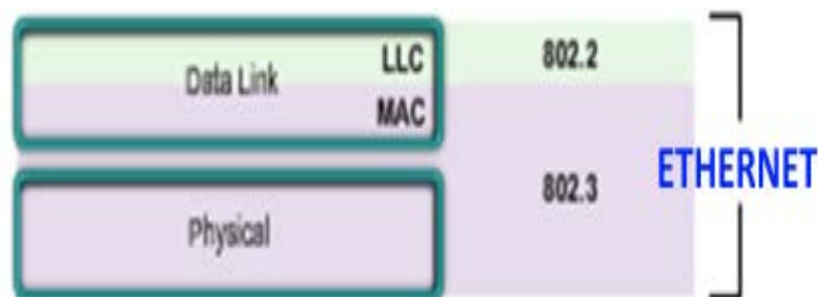 LLC 802.2
Data Link
MAC
802.3 ETHERNET
Physical